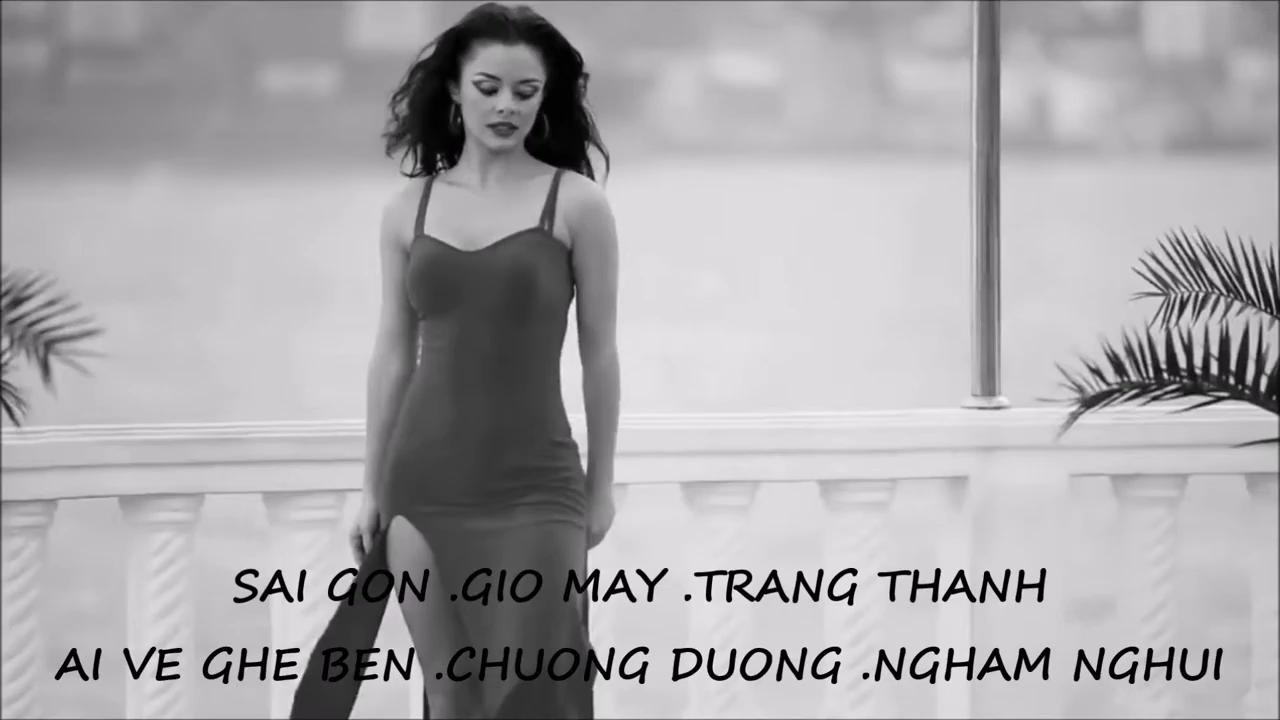 SAI GON .GIO MAY .TRANG THANH
AI VE GHE BEN .CHUONG DUONG .NGHAM NGHUI